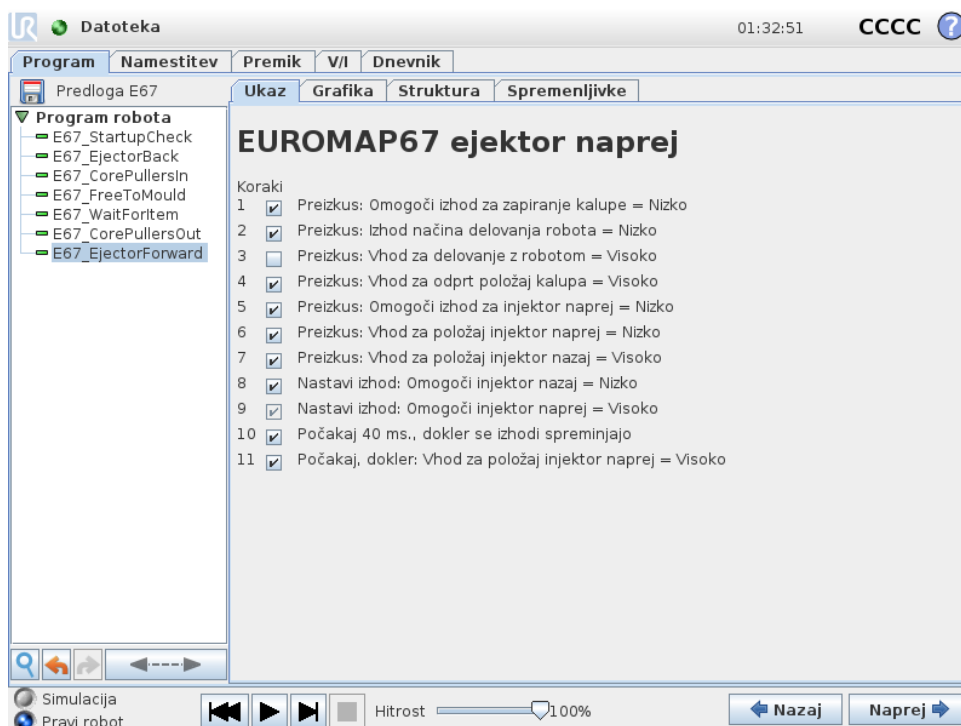 UR Datoteka 01:32:51 CCCC ?
Program Namestitev Premik V/I Dnevnik
Predloga E67 Ukaz Grafika Struktura Spremenljivke
Program robota
E67_StartupCheck
E67_EjectorBack
E67_CorePullersIn
E67_FreeToMould
E67_WaitForItem
E67_CorePullersOut
E67_EjectorForward
EUROMAP67 ejektor naprej
Koraki
1 Preizkus: Omogoči izhod za zapiranje kalupe = Nizko
2 Preizkus: Izhod načina delovanja robota = Nizko
3 Preizkus: Vhod za delovanje z robotom = Visoko
4 Preizkus: Vhod za odprt položaj kalupa = Visoko
5 Preizkus: Omogoči izhod za injektor naprej = Nizko
6 Preizkus: Vhod za položaj injektor naprej = Nizko
7 Preizkus: Vhod za položaj injektor nazaj = Visoko
8 Nastavi izhod: Omogoči injektor nazaj = Nizko
9 Nastavi izhod: Omogoči injektor naprej = Visoko
10 Počakaj 40 ms., dokler se izhodi spreminjajo
11 Počakaj, dokler: Vhod za položaj injektor naprej = Visoko
Simulacija
Pravi robot
Hitrost 100%
Nazaj Naprej